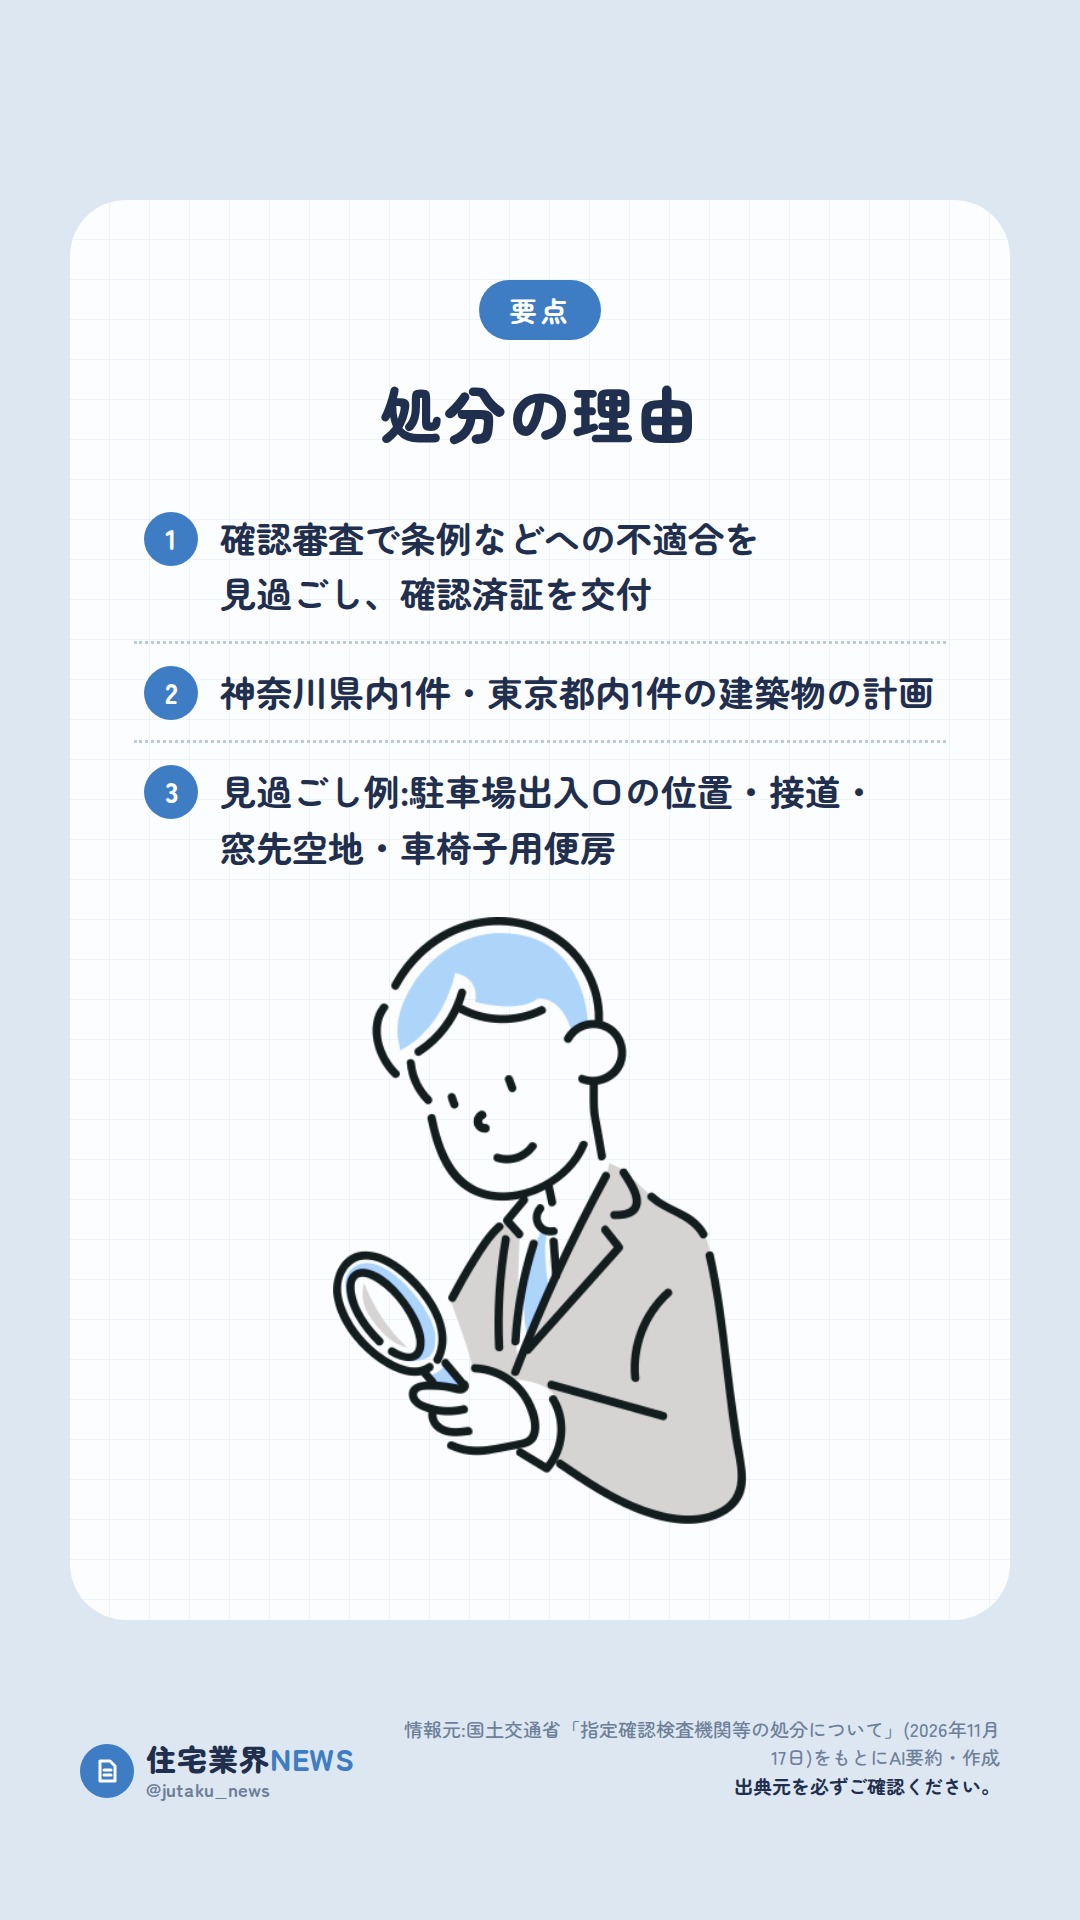 要点
処分の理由
1 確認審査で条例などへの不適合を
見過ごし、確認済証を交付
2 神奈川県内1件・東京都内1件の建築物の計画
3 見過ごし例:駐車場出入口の位置・接道・
窓先空地・車椅子用便房
情報元:国土交通省「指定確認検査機関等の処分について」(2026年11月
17日)をもとにAI要約・作成
出典元を必ずご確認ください。
住宅業界NEWS
@jutaku_news